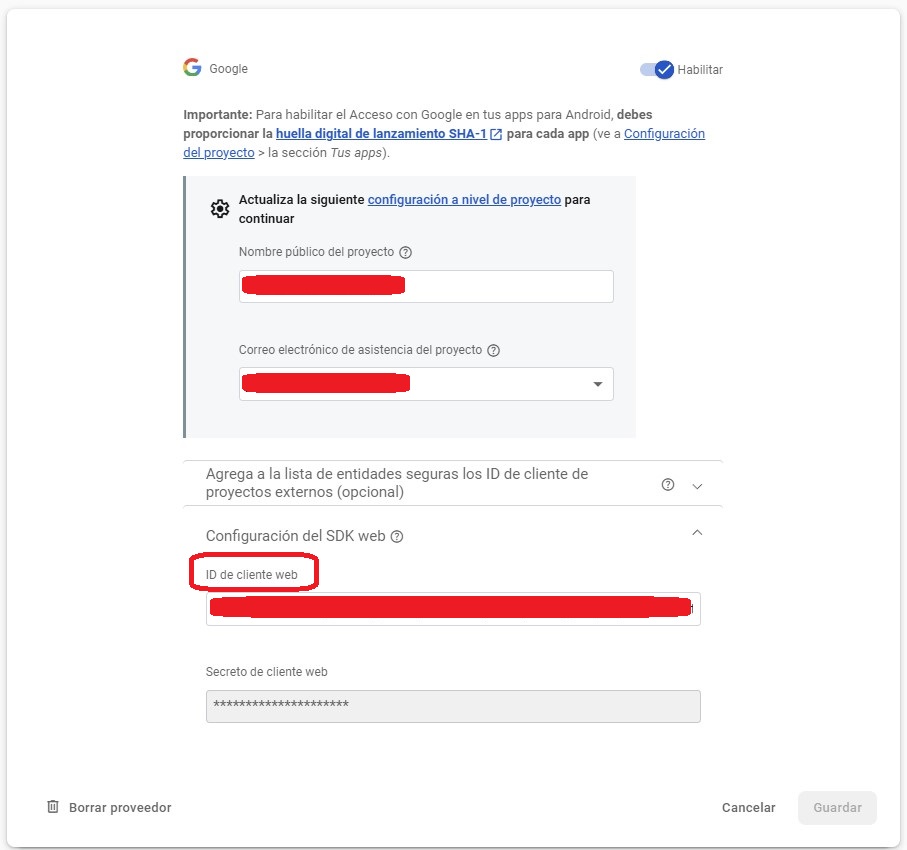 Google
Habilitar
Importante: Para habilitar el Acceso con Google en tus apps para Android, debes
proporcionar la huella digital de lanzamiento SHA-1 para cada app (ve a Configuración
del proyecto > la sección Tus apps).
Actualiza la siguiente configuración a nivel de proyecto para
continuar
Nombre público del proyecto
Correo electrónico de asistencia del proyecto
Agrega a la lista de entidades seguras los ID de cliente de
proyectos externos (opcional)
Configuración del SDK web
ID de cliente web
Secreto de cliente web
*********************
Borrar proveedor
Cancelar
Guardar